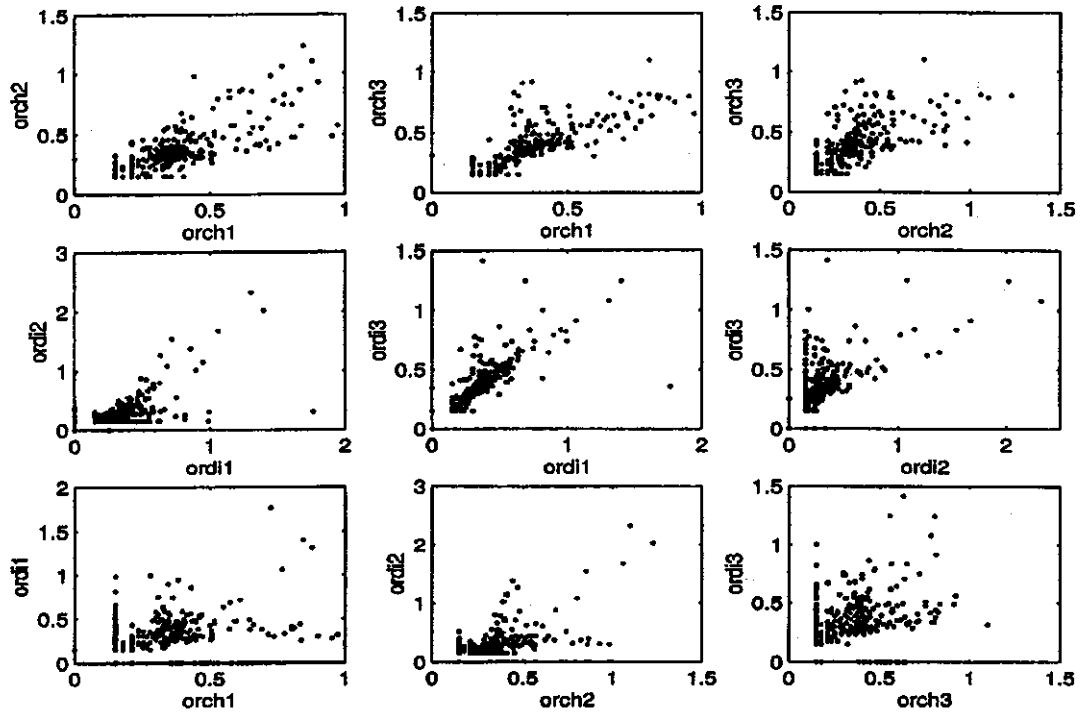 1.5 1.5 1.5
1 1 1
orch2 orch3 orch3
0.5 0.5 0.5
0 0 0
0 0.5 1 0 0.5 1 0 0.5 1 1.5
orch1 orch1 orch2
3 1.5 1.5
2 1 1
ordi2 ordi3 ordi3
1 0.5 0.5
0 0 0
0 1 2 0 1 2 0 1 2
ordi1 ordi1 ordi2
2 3 1.5
1.5
2 1
ordi1 ordi2 ordi3
1
0.5 1 0.5
0 0 0
0 0.5 1 0 0.5 1 1.5 0 0.5 1 1.5
orch1 orch2 orch3